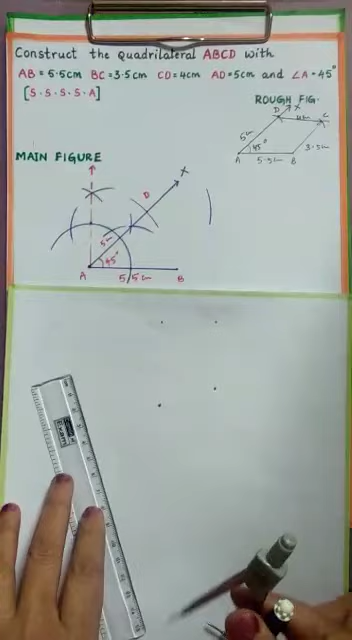 Construct the Quadrilateral ABCD with
AB = 5.5cm BC = 3.5cm CD = 4cm AD = 5cm and ∠A = 45°
[S.S.S.S.A]
ROUGH FIG.
D X
C
5cm
45°
3.5cm
A 5.5cm B
MAIN FIGURE
X
D
5cm
45°
A 5.5cm B
Exam